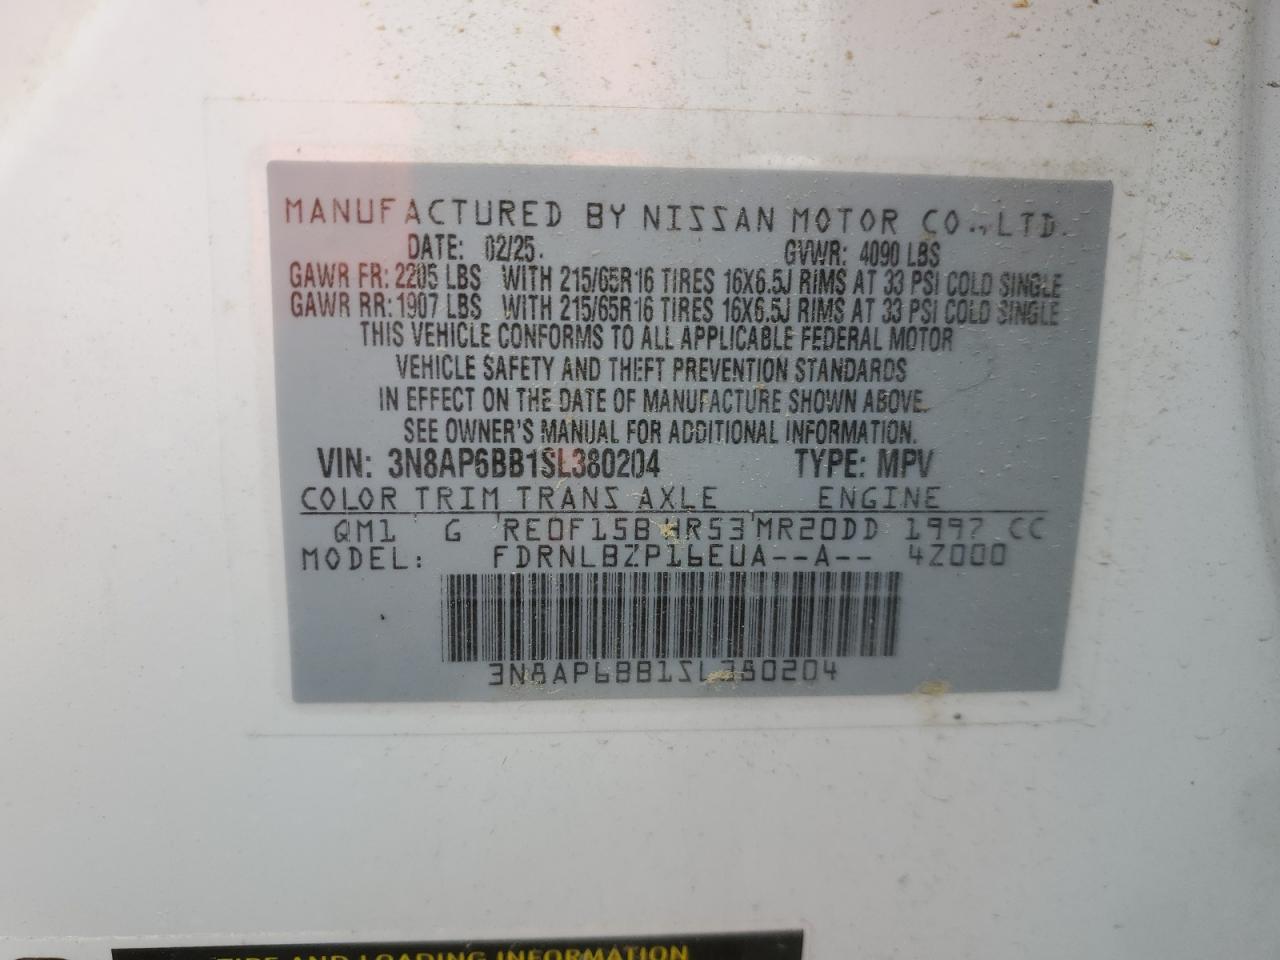 MANUFACTURED BY NISSAN MOTOR CO., LTD.
DATE: 02/25. GVWR: 4090 LBS
GAWR FR: 2205 LBS WITH 215/65R16 TIRES 16X6.5J RIMS AT 33 PSI COLD SINGLE
GAWR RR: 1907 LBS WITH 215/65R16 TIRES 16X6.5J RIMS AT 33 PSI COLD SINGLE
THIS VEHICLE CONFORMS TO ALL APPLICABLE FEDERAL MOTOR
VEHICLE SAFETY AND THEFT PREVENTION STANDARDS
IN EFFECT ON THE DATE OF MANUFACTURE SHOWN ABOVE.
SEE OWNER'S MANUAL FOR ADDITIONAL INFORMATION.
VIN: 3N8AP6BB1SL380204 TYPE: MPV
COLOR TRIM TRANS AXLE ENGINE
QM1 G RE0F15B HR53 MR20DD 1997 CC
MODEL: FDRNLBZP16EUA--A-- 4Z000
3N8AP6BB1SL380204
TIRE AND LOADING INFORMATION